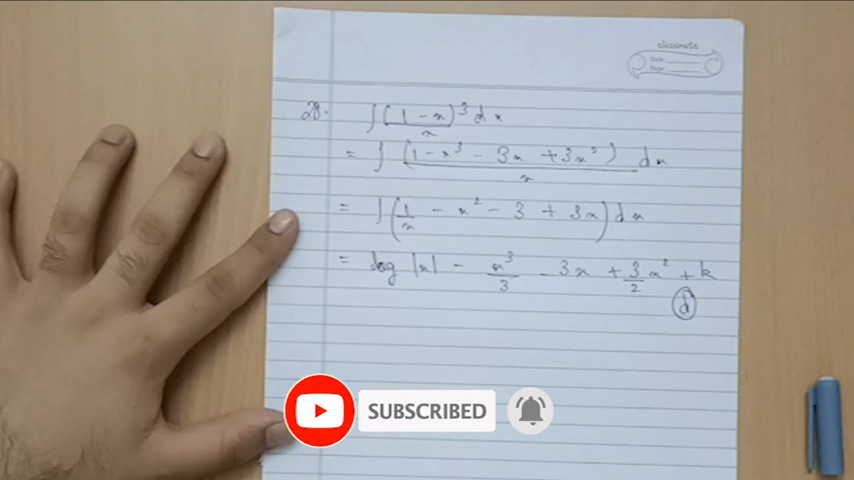 classmate
Date
Page
28. ∫ (1 - x)³ dx / x
= ∫ (1 - x³ - 3x + 3x²) / x dx
= ∫ (1/x - x² - 3 + 3x) dx
= log |x| - x³/3 - 3x + 3/2 x² + k
d
SUBSCRIBED